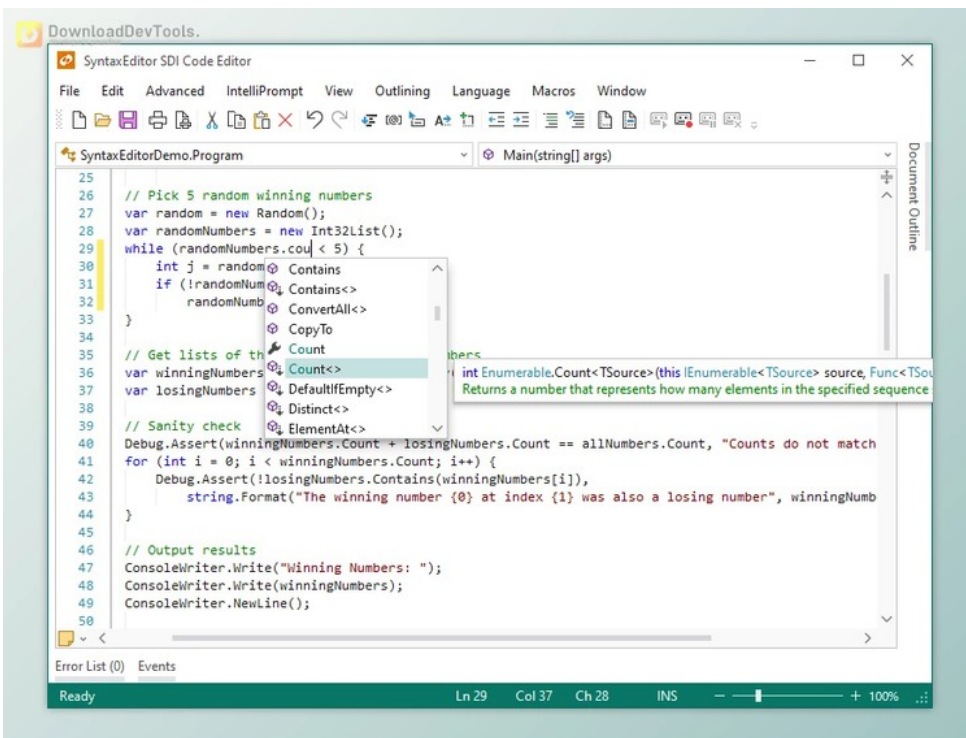 DownloadDevTools.
SyntaxEditor SDI Code Editor
File Edit Advanced IntelliPrompt View Outlining Language Macros Window
SyntaxEditorDemo.Program Main(string[] args)
Document Outline
25
26 // Pick 5 random winning numbers
27 var random = new Random();
28 var randomNumbers = new Int32List();
29 while (randomNumbers.cou < 5) {
30 int j = random
31 if (!randomNum
32 randomNumb
33 }
34
35 // Get lists of th bers
36 var winningNumbers
37 var losingNumbers
38
39 // Sanity check
40 Debug.Assert(winningNumbers.Count + losingNumbers.Count == allNumbers.Count, "Counts do not match
41 for (int i = 0; i < winningNumbers.Count; i++) {
42 Debug.Assert(!losingNumbers.Contains(winningNumbers[i]),
43 string.Format("The winning number {0} at index {1} was also a losing number", winningNumb
44 }
45
46 // Output results
47 ConsoleWriter.Write("Winning Numbers: ");
48 ConsoleWriter.Write(winningNumbers);
49 ConsoleWriter.NewLine();
50
Contains
Contains<>
ConvertAll<>
CopyTo
Count
Count<>
DefaultIfEmpty<>
Distinct<>
ElementAt<>
int Enumerable.Count<TSource>(this IEnumerable<TSource> source, Func<TSou
Returns a number that represents how many elements in the specified sequence
Error List (0) Events
Ready Ln 29 Col 37 Ch 28 INS 100%